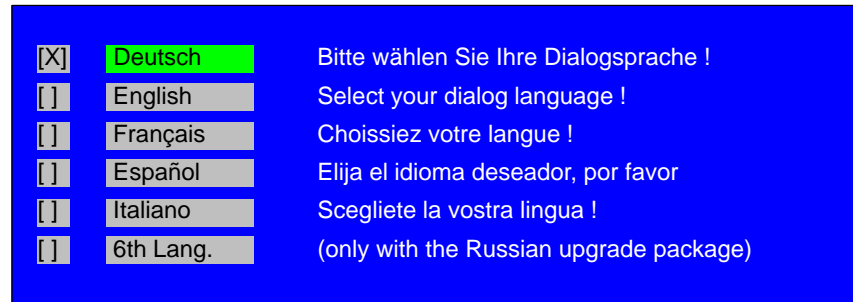 [X] Deutsch Bitte wählen Sie Ihre Dialogsprache !
[ ] English Select your dialog language !
[ ] Français Choissiez votre langue !
[ ] Español Elija el idioma deseador, por favor
[ ] Italiano Scegliete la vostra lingua !
[ ] 6th Lang. (only with the Russian upgrade package)